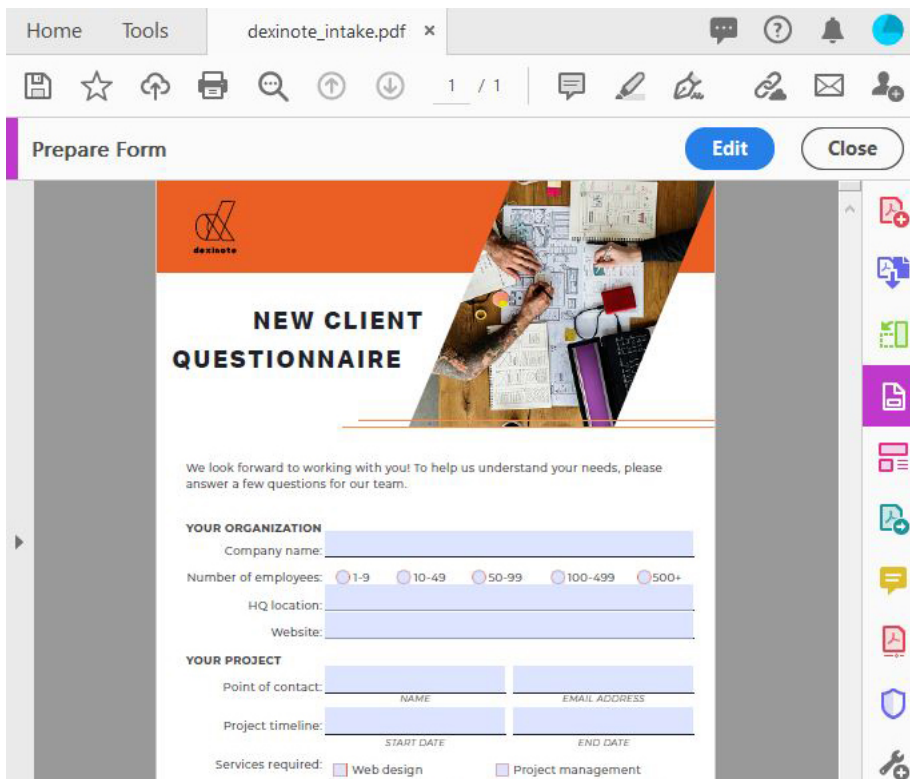 Home Tools dexinote_intake.pdf ×
1 / 1
Prepare Form Edit Close
dexinote
NEW CLIENT
QUESTIONNAIRE
We look forward to working with you! To help us understand your needs, please
answer a few questions for our team.
YOUR ORGANIZATION
Company name:
Number of employees: 1-9 10-49 50-99 100-499 500+
HQ location:
Website:
YOUR PROJECT
Point of contact:
NAME EMAIL ADDRESS
Project timeline:
START DATE END DATE
Services required: Web design Project management